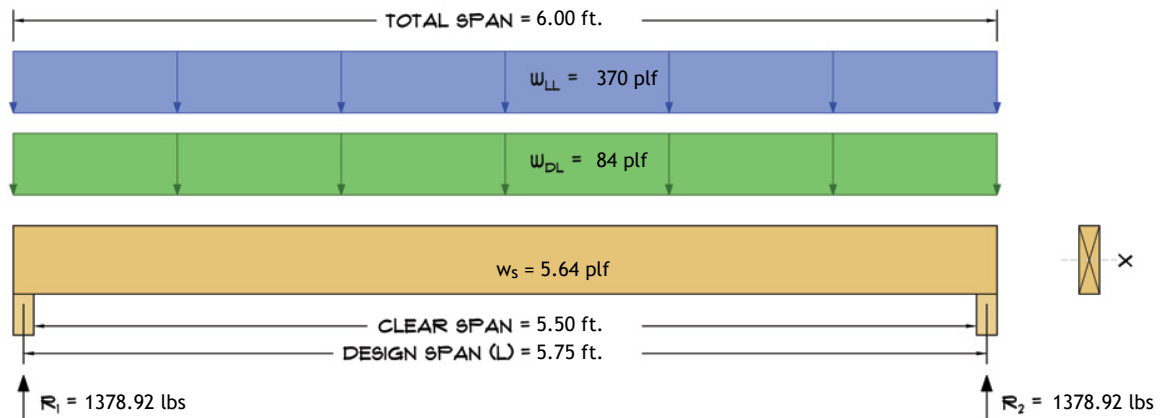 TOTAL SPAN = 6.00 ft.
WLL = 370 plf
WDL = 84 plf
ws = 5.64 plf
X
CLEAR SPAN = 5.50 ft.
DESIGN SPAN (L) = 5.75 ft.
R1 = 1378.92 lbs
R2 = 1378.92 lbs